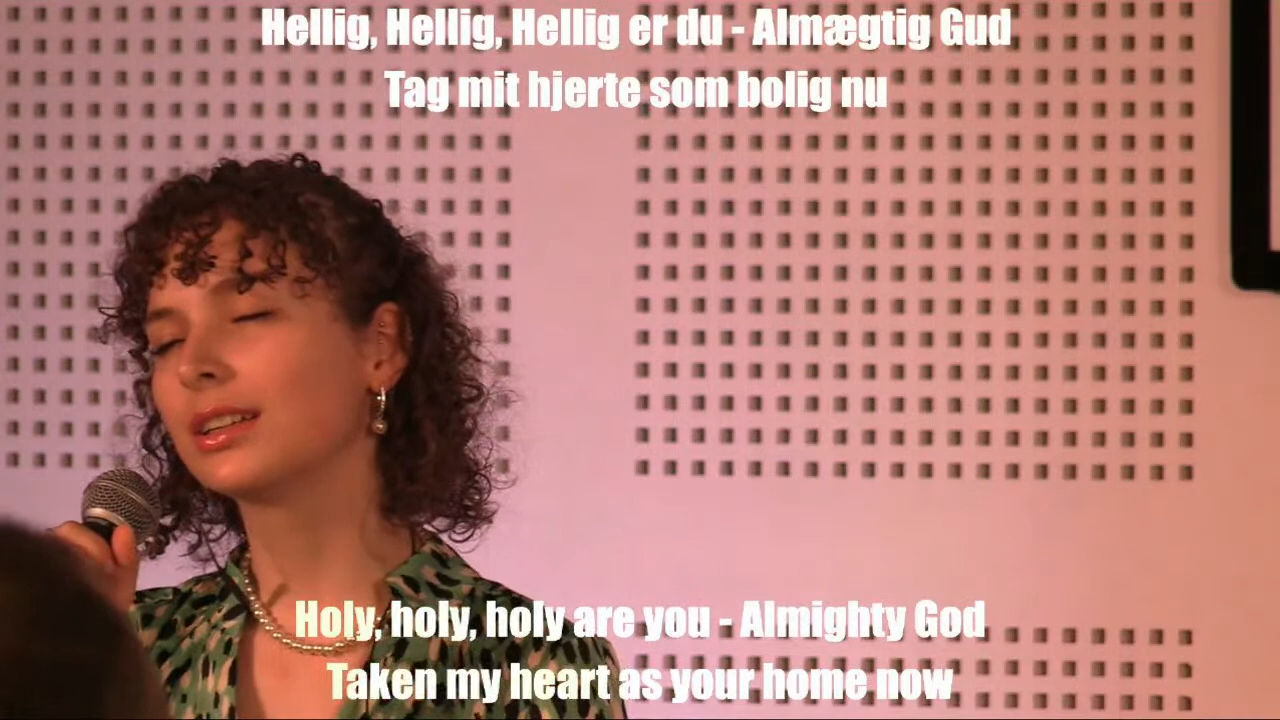 Hellig, Hellig, Hellig er du - Almægtig Gud
Tag mit hjerte som bolig nu
Holy, holy, holy are you - Almighty God
Taken my heart as your home now